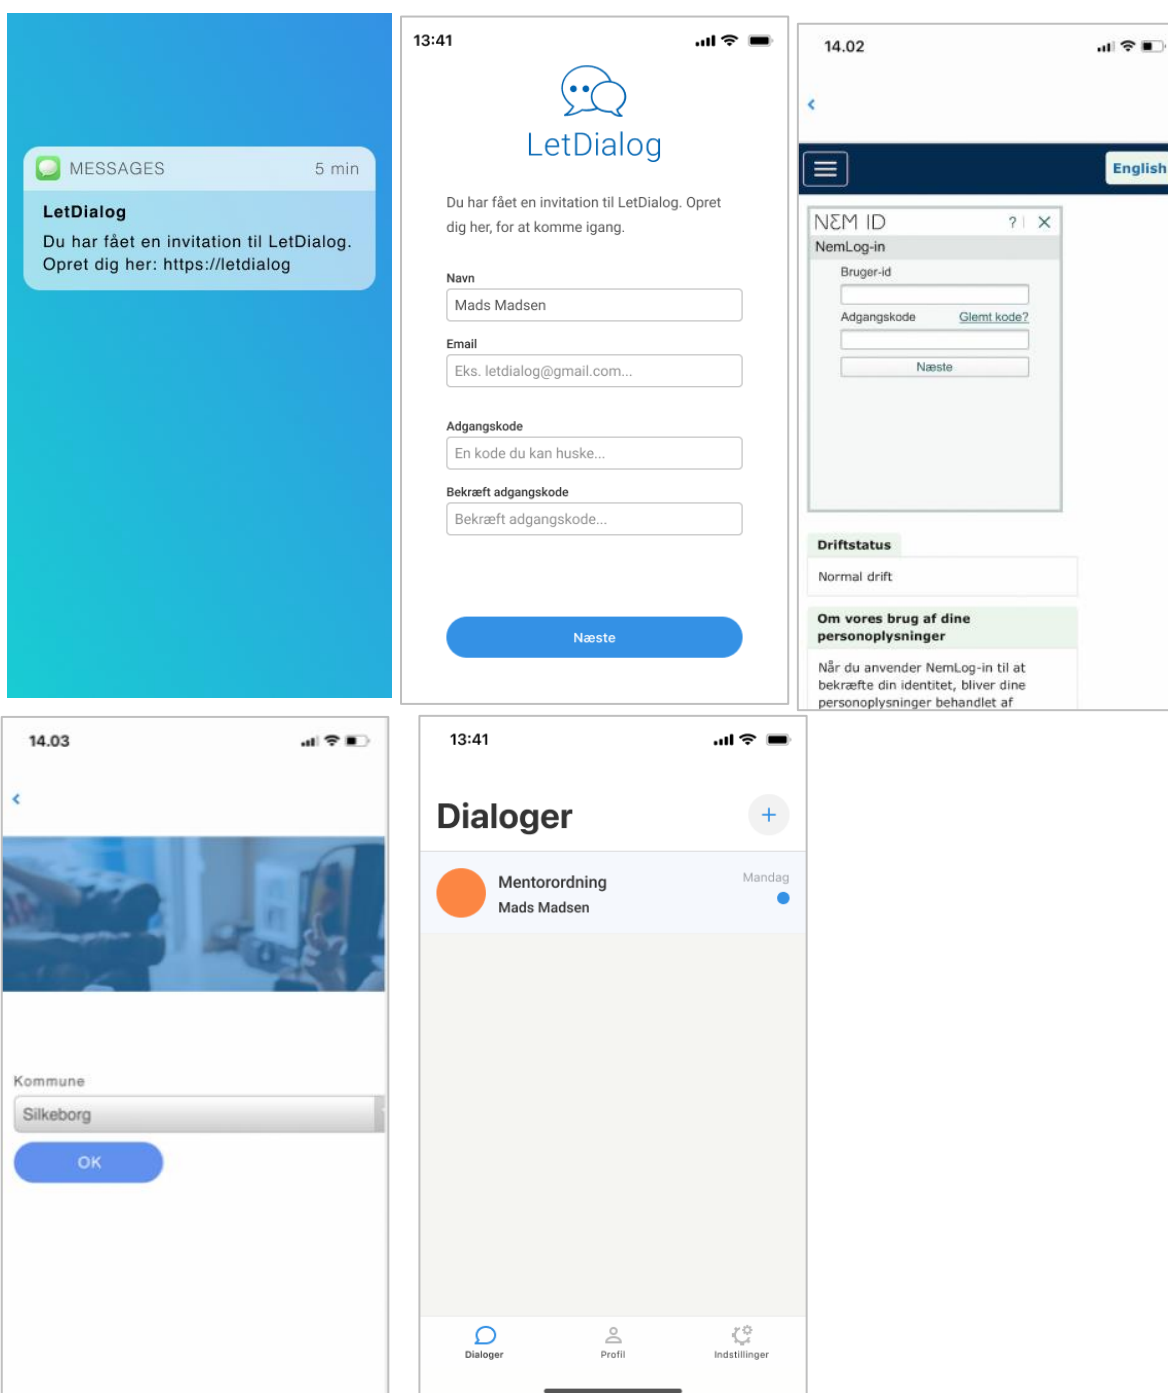 MESSAGES 5 min
LetDialog
Du har fået en invitation til LetDialog.
Opret dig her: https://letdialog
13:41
LetDialog
Du har fået en invitation til LetDialog. Opret
dig her, for at komme igang.
Navn
Mads Madsen
Email
Eks. letdialog@gmail.com...
Adgangskode
En kode du kan huske...
Bekræft adgangskode
Bekræft adgangskode...
Næste
14.02
English
NEM ID ?
NemLog-in
Bruger-id
Adgangskode Glemt kode?
Næste
Driftstatus
Normal drift
Om vores brug af dine
personoplysninger
Når du anvender NemLog-in til at
bekræfte din identitet, bliver dine
personoplysninger behandlet af
14.03
Kommune
Silkeborg
OK
13:41
Dialoger
Mentorordning Mandag
Mads Madsen
Dialoger Profil Indstillinger